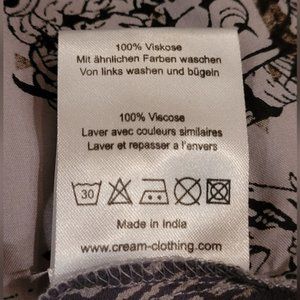 100% Viskose
Mit ähnlichen Farben waschen
Von links washen und bügeln
100% Viscose
Laver avec couleurs similaires
Laver et repasser a l'envers
30
Made in India
www.cream-clothing.com